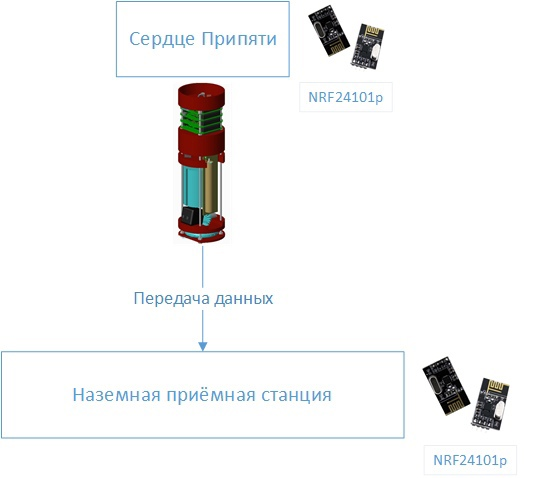 Сердце Припяти
NRF24101p
Передача данных
Наземная приёмная станция
NRF24101p